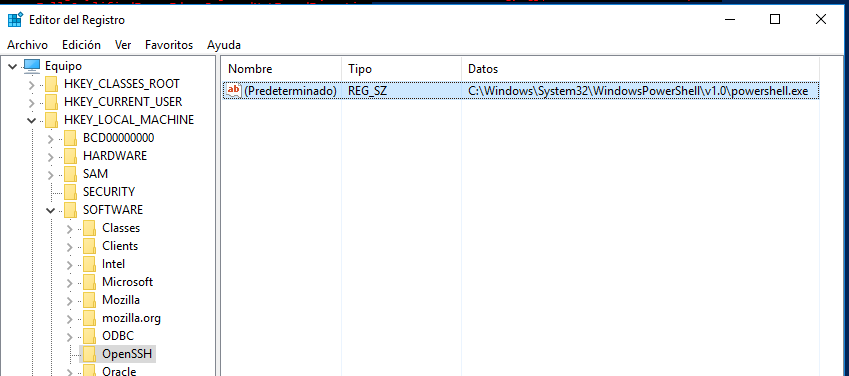 Editor del Registro
Archivo Edición Ver Favoritos Ayuda
Equipo
HKEY_CLASSES_ROOT
HKEY_CURRENT_USER
HKEY_LOCAL_MACHINE
BCD00000000
HARDWARE
SAM
SECURITY
SOFTWARE
Classes
Clients
Intel
Microsoft
Mozilla
mozilla.org
ODBC
OpenSSH
Oracle
Nombre Tipo Datos
ab (Predeterminado) REG_SZ C:\Windows\System32\WindowsPowerShell\v1.0\powershell.exe